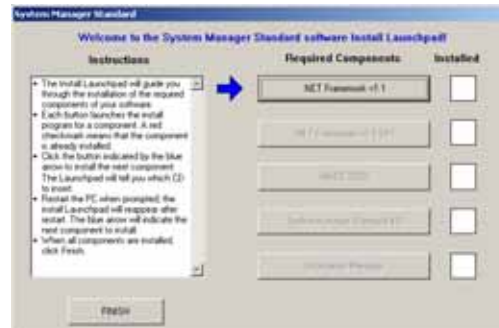 System Manager Standard
Welcome to the System Manager Standard software Install Launchpad!
Instructions
Required Components
Installed
• The Install Launchpad will guide you
through the installation of the required
components of your software.
• Each button launches the install
program for a component. A red
checkmark means that the component
is already installed.
• Click the button indicated by the blue
arrow to install the next component.
The Launchpad will tell you which CD
to insert.
• Restart the PC when prompted, the
install Launchpad will reappear after
restart. The blue arrow will indicate the
next component to install.
• When all components are installed,
click Finish.
.NET Framework v1.1
FINISH